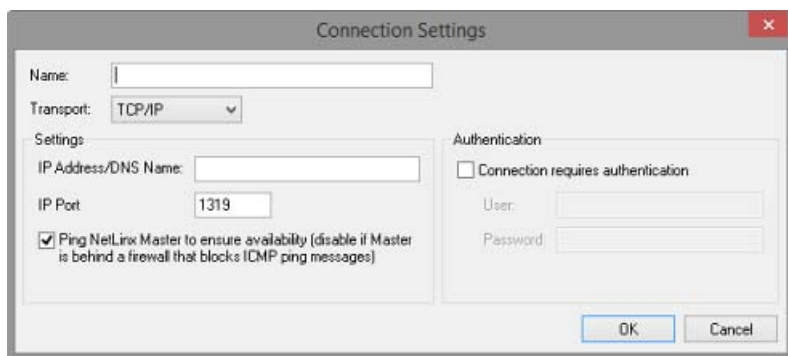 Connection Settings
Name:
Transport: TCP/IP
Settings
IP Address/DNS Name:
IP Port 1319
Ping NetLinx Master to ensure availability (disable if Master
is behind a firewall that blocks ICMP ping messages)
Authentication
Connection requires authentication
User:
Password:
OK Cancel